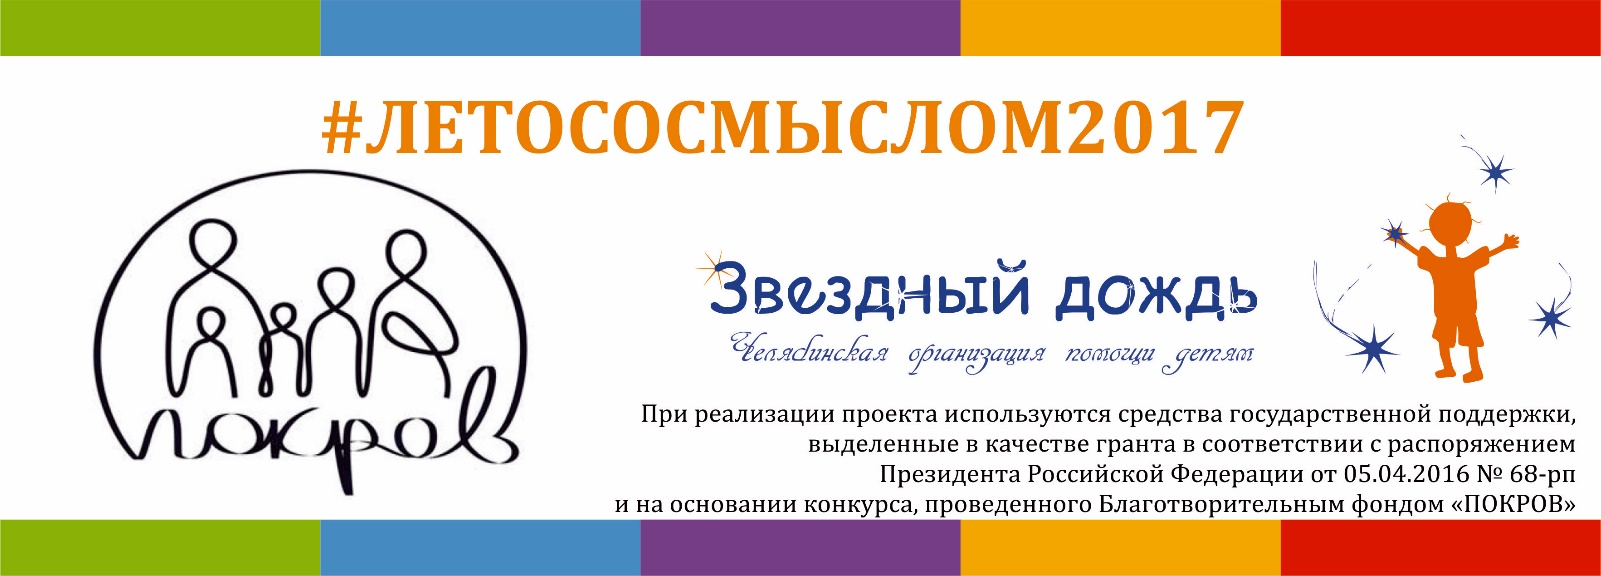 #ЛЕТОСОСМЫСЛОМ2017
покров
Звездный дождь
Челябинская организация помощи детям
При реализации проекта используются средства государственной поддержки,
выделенные в качестве гранта в соответствии с распоряжением
Президента Российской Федерации от 05.04.2016 № 68-рп
и на основании конкурса, проведенного Благотворительным фондом «ПОКРОВ»